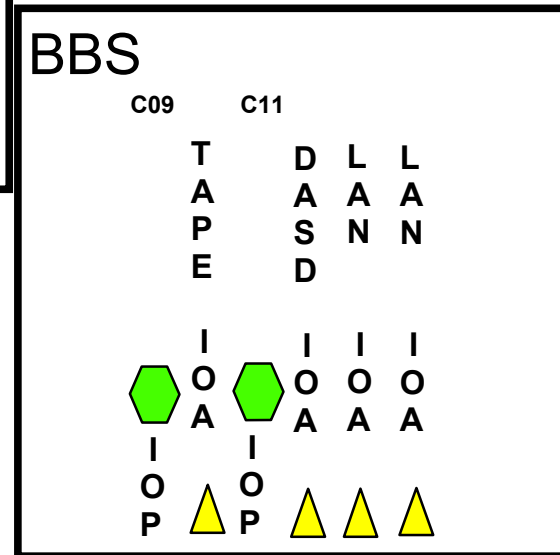 BBS
C09 C11
TAPE
DASD
LAN
LAN
IOP
IOA
IOP
IOA
IOA
IOA